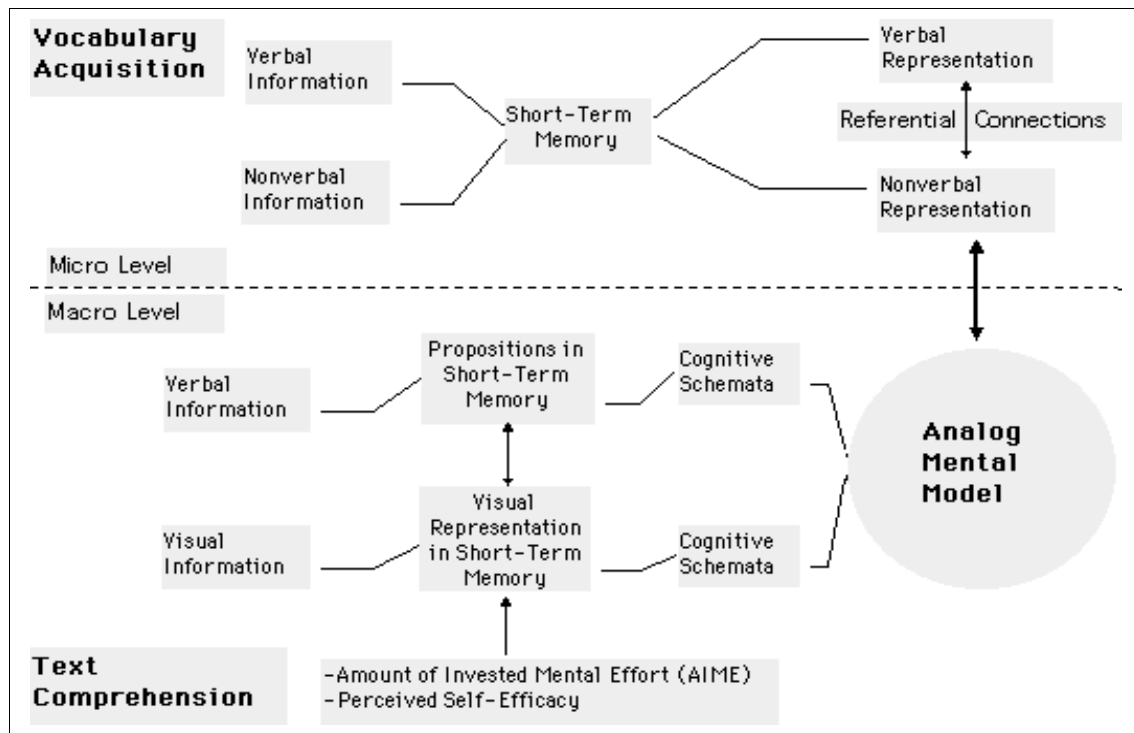 Vocabulary
Acquisition
Verbal
Information
Nonverbal
Information
Short-Term
Memory
Verbal
Representation
Referential Connections
Nonverbal
Representation
Micro Level
Macro Level
Verbal
Information
Propositions in
Short-Term
Memory
Cognitive
Schemata
Visual
Information
Visual
Representation
in Short-Term
Memory
Cognitive
Schemata
Analog
Mental
Model
Text
Comprehension
-Amount of Invested Mental Effort (AIME)
-Perceived Self-Efficacy